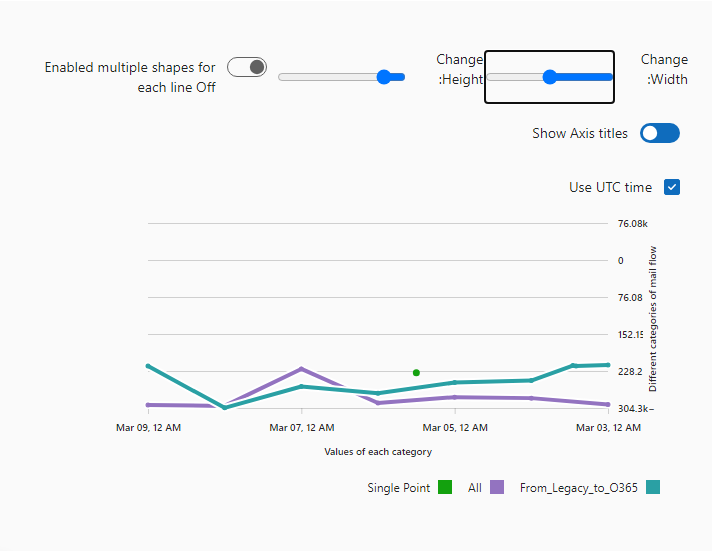 Enabled multiple shapes for
each line Off
Change
:Height
Change
:Width
Show Axis titles
Use UTC time
76.08k
0
76.08
152.15
228.2
304.3k–
Different categories of mail flow
Mar 09, 12 AM
Mar 07, 12 AM
Mar 05, 12 AM
Mar 03, 12 AM
Values of each category
Single Point
All
From_Legacy_to_O365